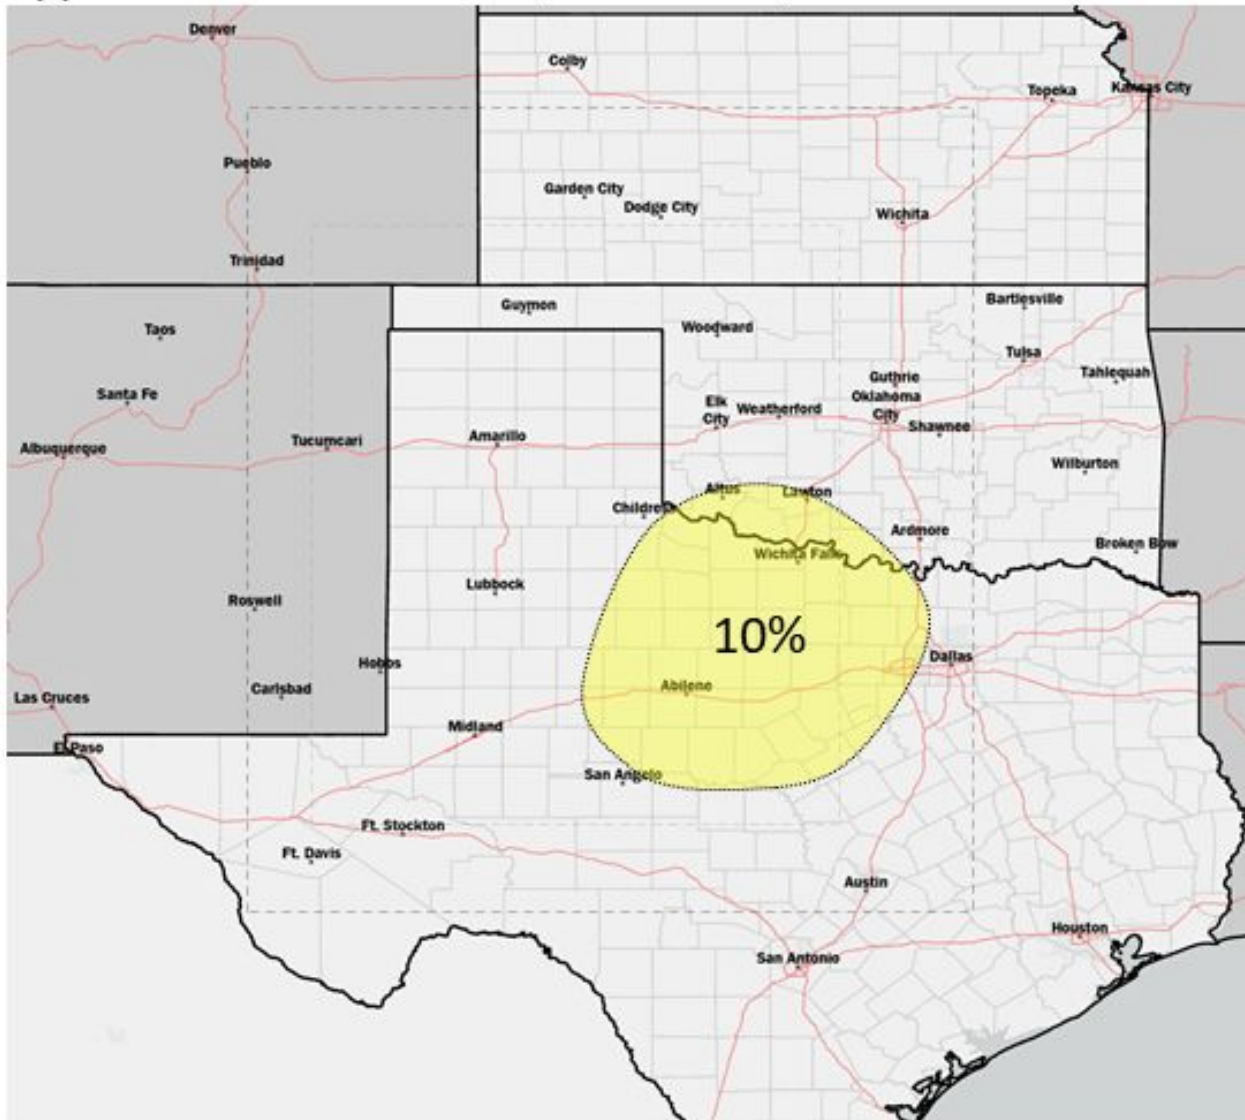 Denver
Colby
Topeka
Kansas City
Pueblo
Garden City
Dodge City
Wichita
Trinidad
Guymon
Bartlesville
Taos
Woodward
Tulsa
Tahlequah
Guthrie
Santa Fe
Elk
City
Weatherford
Oklahoma
City
Shawnee
Albuquerque
Tucumcari
Amarillo
Wilburton
Altus
Lawton
Childress
Ardmore
Broken Bow
Wichita Falls
Lubbock
Roswell
10%
Dallas
Hobbs
Carlsbad
Abilene
Las Cruces
Midland
El Paso
San Angelo
Ft. Stockton
Ft. Davis
Austin
Houston
San Antonio